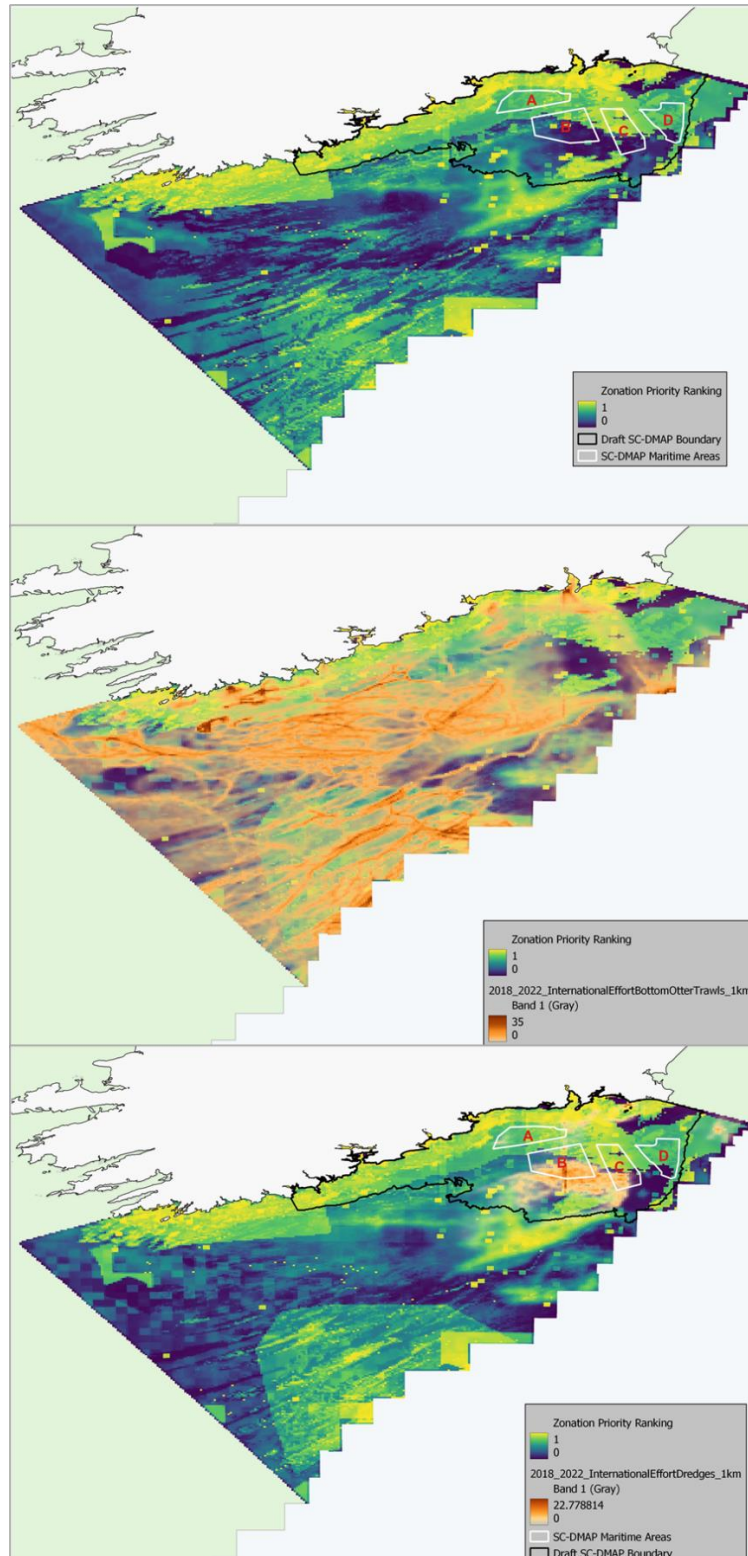 A
B
C
D
Zonation Priority Ranking
1
0
Draft SC-DMAP Boundary
SC-DMAP Maritime Areas
Zonation Priority Ranking
1
0
2018_2022_InternationalEffortBottomOtterTrawls_1km
Band 1 (Gray)
35
0
A
B
C
D
Zonation Priority Ranking
1
0
2018_2022_InternationalEffortDredges_1km
Band 1 (Gray)
22.778814
0
SC-DMAP Maritime Areas
Draft SC-DMAP Boundary